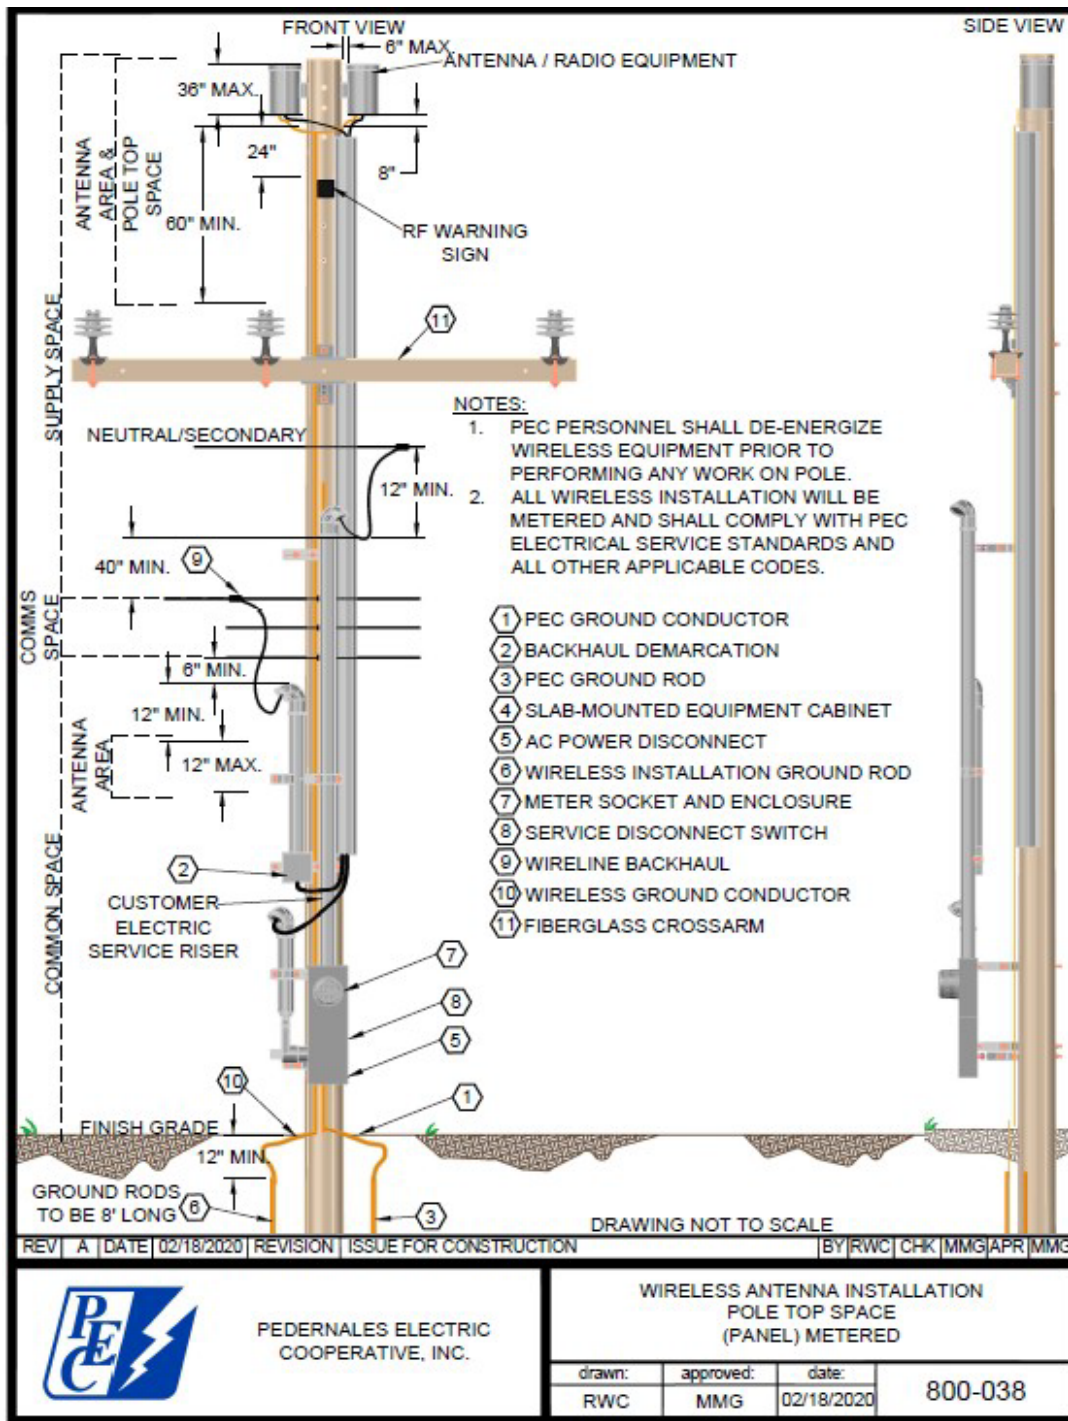 FRONT VIEW
SIDE VIEW
6" MAX.
ANTENNA / RADIO EQUIPMENT
36" MAX.
24"
8"
ANTENNA
AREA &
POLE TOP
SPACE
60" MIN.
RF WARNING
SIGN
11
SUPPLY SPACE
NEUTRAL/SECONDARY
12" MIN.
NOTES:
1. PEC PERSONNEL SHALL DE-ENERGIZE
WIRELESS EQUIPMENT PRIOR TO
PERFORMING ANY WORK ON POLE.
2. ALL WIRELESS INSTALLATION WILL BE
METERED AND SHALL COMPLY WITH PEC
ELECTRICAL SERVICE STANDARDS AND
ALL OTHER APPLICABLE CODES.
40" MIN.
9
COMMS
SPACE
6" MIN.
12" MIN.
12" MAX.
ANTENNA
AREA
1 PEC GROUND CONDUCTOR
2 BACKHAUL DEMARCATION
3 PEC GROUND ROD
4 SLAB-MOUNTED EQUIPMENT CABINET
5 AC POWER DISCONNECT
6 WIRELESS INSTALLATION GROUND ROD
7 METER SOCKET AND ENCLOSURE
8 SERVICE DISCONNECT SWITCH
9 WIRELINE BACKHAUL
10 WIRELESS GROUND CONDUCTOR
11 FIBERGLASS CROSSARM
2
CUSTOMER
ELECTRIC
SERVICE RISER
COMMON SPACE
7
8
5
10
1
FINISH GRADE
12" MIN.
GROUND RODS
TO BE 8' LONG
6
3
DRAWING NOT TO SCALE
REV A DATE 02/18/2020 REVISION ISSUE FOR CONSTRUCTION BY RWC CHK MMG APR MMG
PEC
PEDERNALES ELECTRIC
COOPERATIVE, INC.
WIRELESS ANTENNA INSTALLATION
POLE TOP SPACE
(PANEL) METERED
drawn: approved: date:
RWC MMG 02/18/2020
800-038